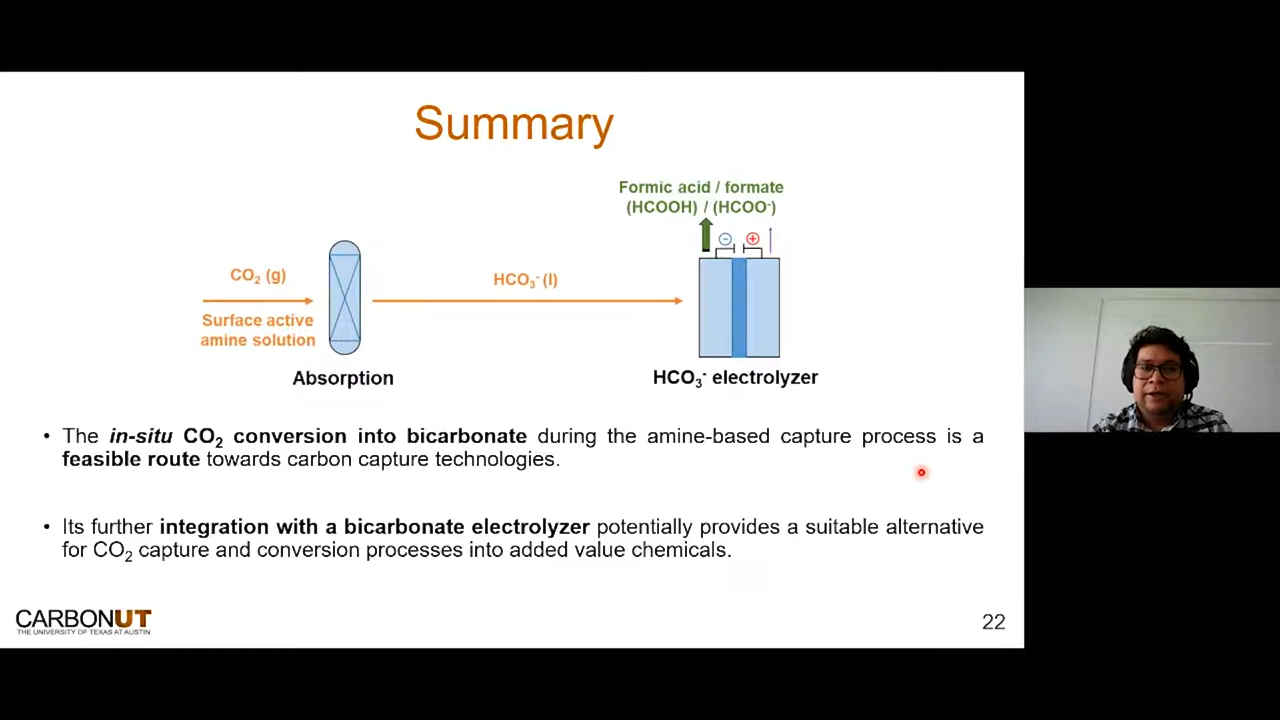 Summary
Formic acid / formate
(HCOOH) / (HCOO⁻)
CO₂ (g)
HCO₃⁻ (l)
Surface active
amine solution
Absorption
HCO₃⁻ electrolyzer
• The in-situ CO₂ conversion into bicarbonate during the amine-based capture process is a
feasible route towards carbon capture technologies.
• Its further integration with a bicarbonate electrolyzer potentially provides a suitable alternative
for CO₂ capture and conversion processes into added value chemicals.
CARBONUT
THE UNIVERSITY OF TEXAS AT AUSTIN
22